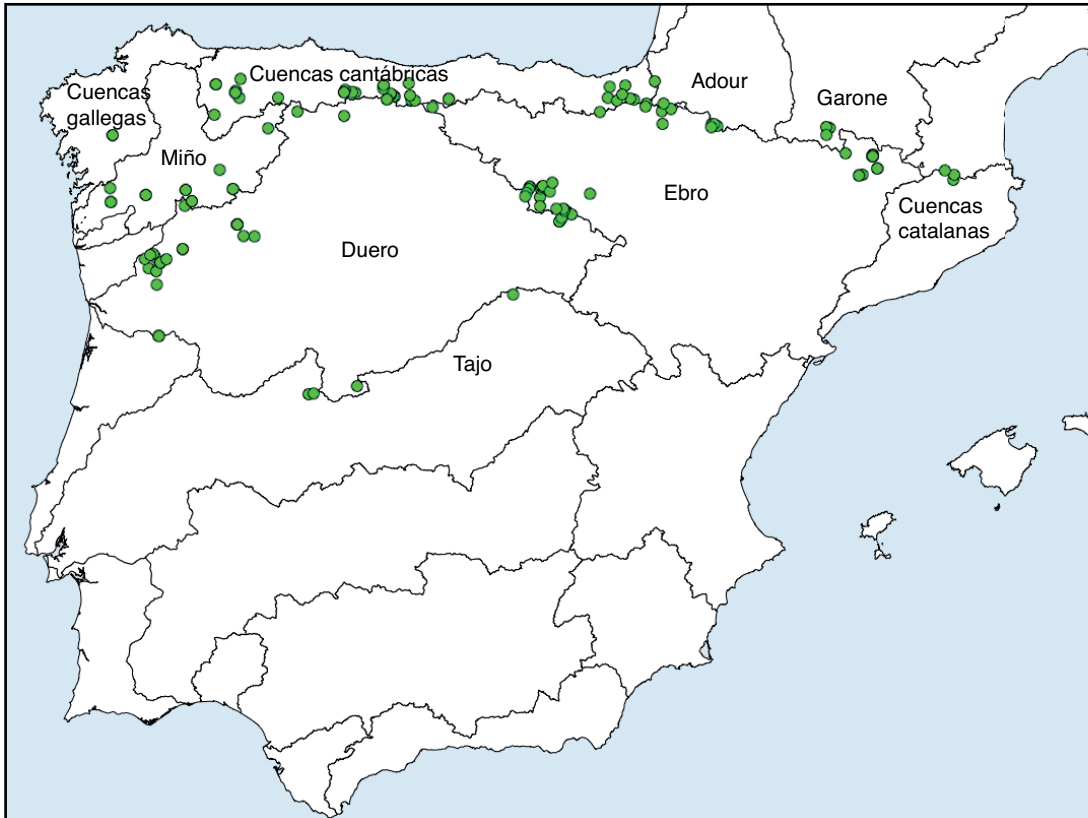 Cuencas cantábricas
Cuencas
gallegas
Adour
Garone
Miño
Ebro
Cuencas
catalanas
Duero
Tajo